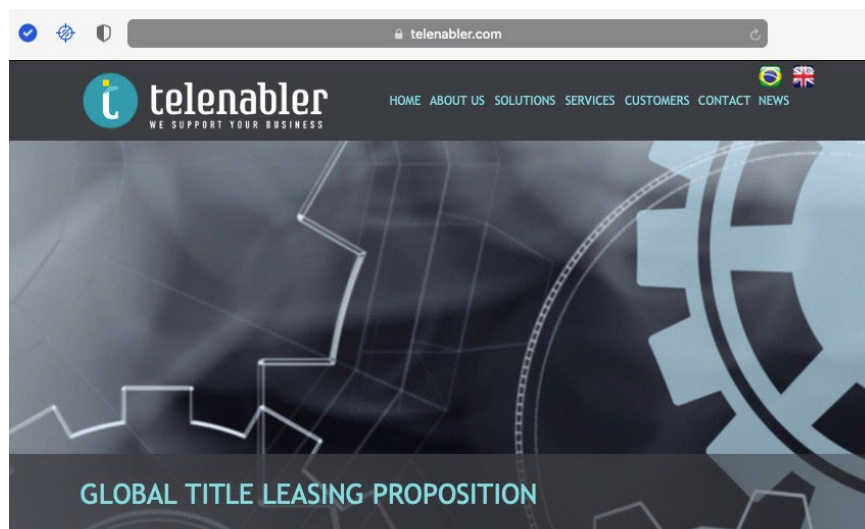 telenabler.com
telenabler
WE SUPPORT YOUR BUSINESS
HOME ABOUT US SOLUTIONS SERVICES CUSTOMERS CONTACT NEWS
GLOBAL TITLE LEASING PROPOSITION